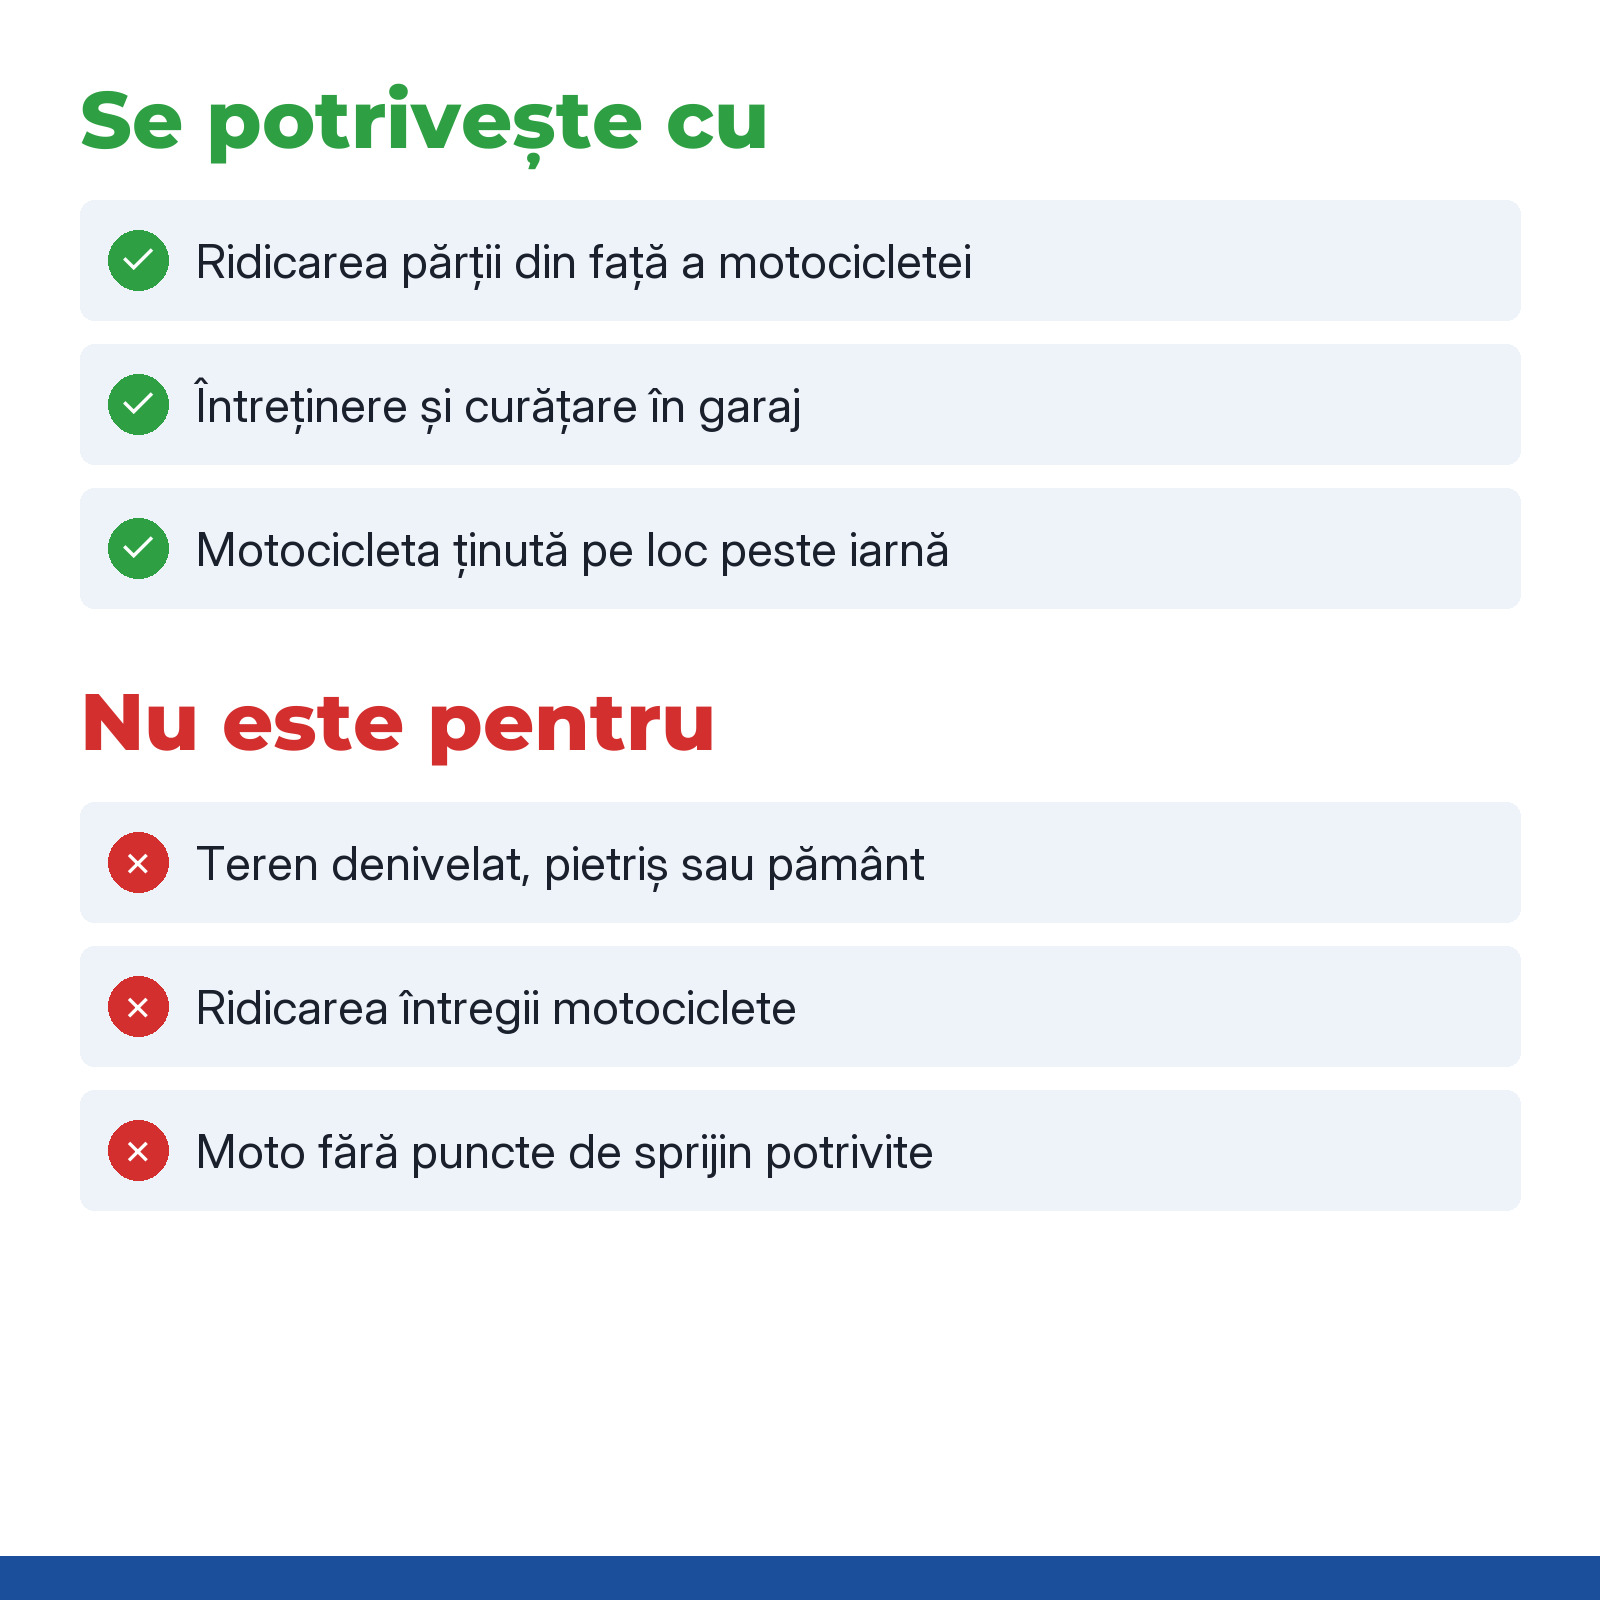 Se potrivește cu
Ridicarea părții din față a motocicletei
Întreținere și curățare în garaj
Motocicleta ținută pe loc peste iarnă
Nu este pentru
Teren denivelat, pietriș sau pământ
Ridicarea întregii motociclete
Moto fără puncte de sprijin potrivite